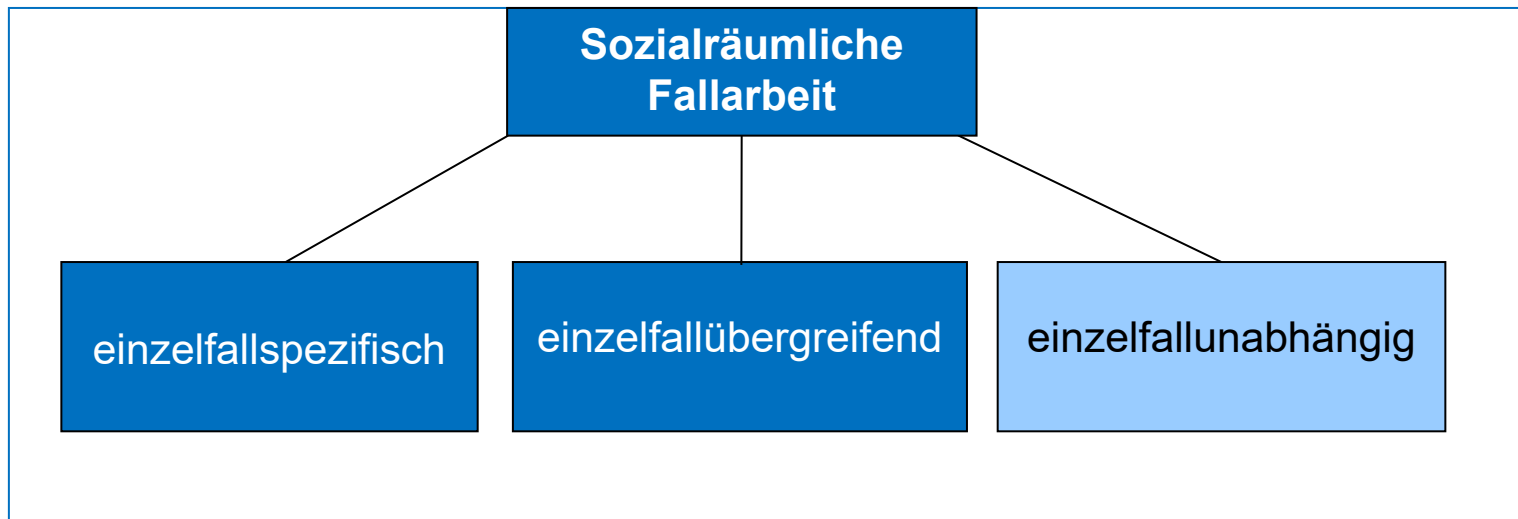 Sozialräumliche
Fallarbeit
einzelfallspezifisch
einzelfallübergreifend
einzelfallunabhängig